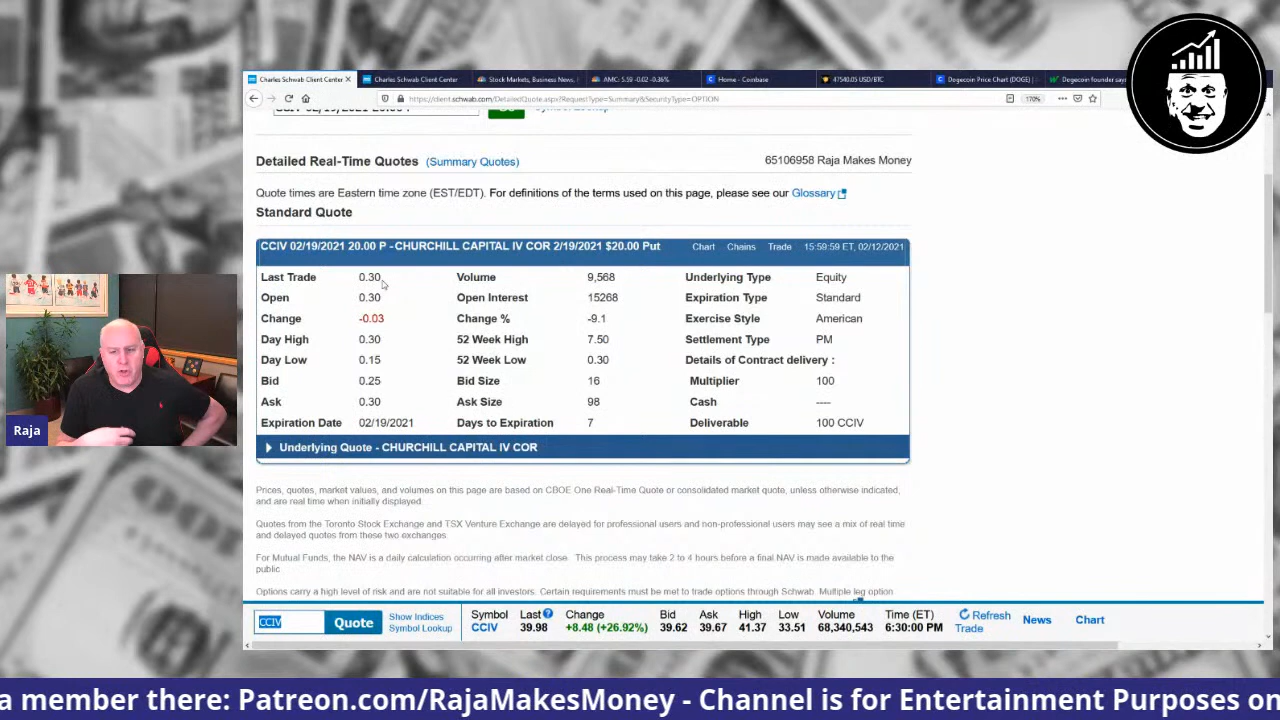 Charles Schwab Client Center
Charles Schwab Client Center
Stock Markets, Business News,
AMC: 5.59 -0.02 -0.36%
Home - Coinbase
47540.05 USD/BTC
Dogecoin Price Chart (DOGE) |
Dogecoin founder say
https://client.schwab.com/DetailedQuote.aspx?RequestType=Summary&SecurityType=OPTION
170%
Detailed Real-Time Quotes (Summary Quotes)
65106958 Raja Makes Money
Quote times are Eastern time zone (EST/EDT). For definitions of the terms used on this page, please see our Glossary
Standard Quote
CCIV 02/19/2021 20.00 P - CHURCHILL CAPITAL IV COR 2/19/2021 $20.00 Put Chart Chains Trade 15:59:59 ET, 02/12/2021
Last Trade 0.30 Volume 9,568 Underlying Type Equity
Open 0.30 Open Interest 15268 Expiration Type Standard
Change -0.03 Change % -9.1 Exercise Style American
Day High 0.30 52 Week High 7.50 Settlement Type PM
Day Low 0.15 52 Week Low 0.30 Details of Contract delivery :
Bid 0.25 Bid Size 16 Multiplier 100
Ask 0.30 Ask Size 98 Cash ----
Expiration Date 02/19/2021 Days to Expiration 7 Deliverable 100 CCIV
Underlying Quote - CHURCHILL CAPITAL IV COR
Raja
Prices, quotes, market values, and volumes on this page are based on CBOE One Real-Time Quote or consolidated market quote, unless otherwise indicated,
and are real time when initially displayed.
Quotes from the Toronto Stock Exchange and TSX Venture Exchange are delayed for professional users and non-professional users may see a mix of real time
and delayed quotes from these two exchanges.
For Mutual Funds, the NAV is a daily calculation occurring after market close. This process may take 2 to 4 hours before a final NAV is made available to the
public.
Options carry a high level of risk and are not suitable for all investors. Certain requirements must be met to trade options through Schwab. Multiple leg option
CCIV Quote Show Indices Symbol Last? Change Bid Ask High Low Volume Time (ET) Refresh News Chart
Symbol Lookup CCIV 39.98 +8.48 (+26.92%) 39.62 39.67 41.37 33.51 68,340,543 6:30:00 PM Trade
a member there: Patreon.com/RajaMakesMoney - Channel is for Entertainment Purposes on